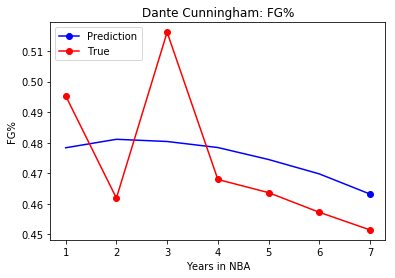 Dante Cunningham: FG%
Prediction
True
FG%
0.51
0.50
0.49
0.48
0.47
0.46
0.45
1 2 3 4 5 6 7
Years in NBA